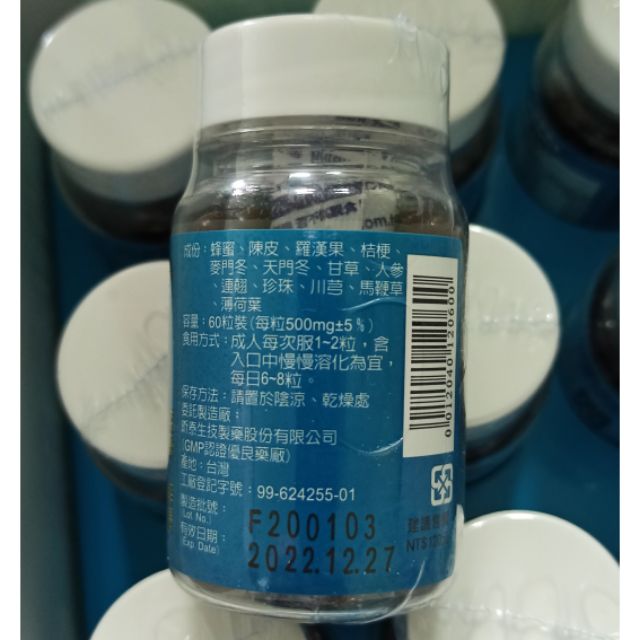 成份：蜂蜜、陳皮、羅漢果、桔梗、
麥門冬、天門冬、甘草、人參
、連翹、珍珠、川芎、馬鞭草
、薄荷葉
容量：60粒裝(每粒500mg±5%)
食用方式：成人每次服1~2粒，含
入口中慢慢溶化為宜，
每日6~8粒。
保存方法：請置於陰涼、乾燥處
委託製造廠：
昕泰生技製藥股份有限公司
(GMP認證優良藥廠)
產地：台灣
工廠登記字號：99-624255-01
製造批號：
(Lot No.)
F200103
有效日期：
(Exp Date)
2022.12.27
0012040120600
建議售
NT$120